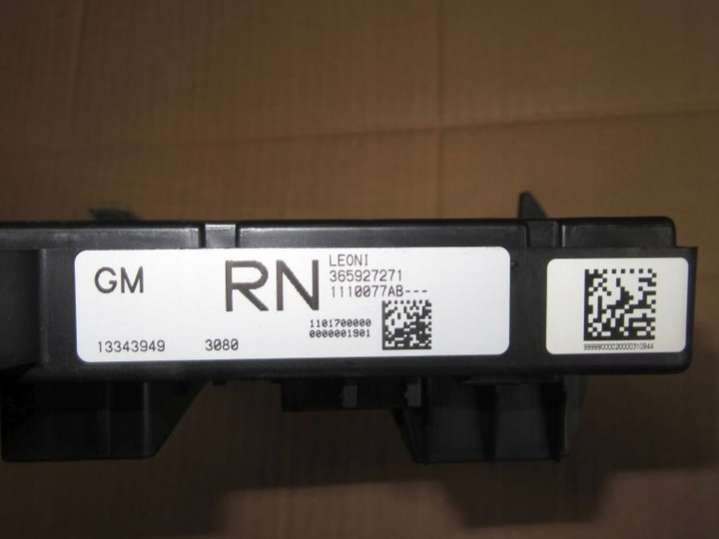 GM
RN
LEONI
365927271
1110077AB---
1101700000
0000001901
13343949
3080